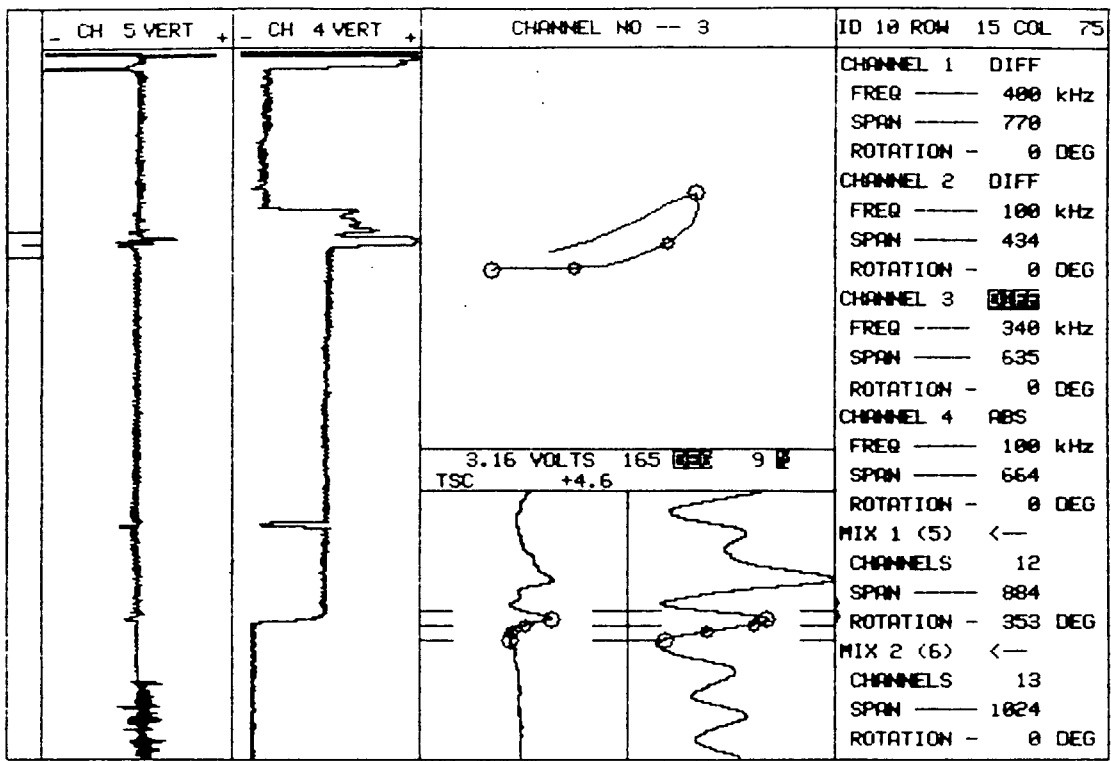 _ CH 5 VERT +
_ CH 4 VERT +
CHANNEL NO -- 3
3.16 VOLTS 165 DEG 9
TSC +4.6
ID 10 ROW 15 COL 75
CHANNEL 1 DIFF
FREQ ---- 400 kHz
SPAN ---- 770
ROTATION - 0 DEG
CHANNEL 2 DIFF
FREQ ---- 100 kHz
SPAN ---- 434
ROTATION - 0 DEG
CHANNEL 3 DIFF
FREQ ---- 340 kHz
SPAN ---- 635
ROTATION - 0 DEG
CHANNEL 4 ABS
FREQ ---- 100 kHz
SPAN ---- 664
ROTATION - 0 DEG
MIX 1 (5) <--
CHANNELS 12
SPAN ---- 884
ROTATION - 353 DEG
MIX 2 (6) <--
CHANNELS 13
SPAN ---- 1024
ROTATION - 0 DEG